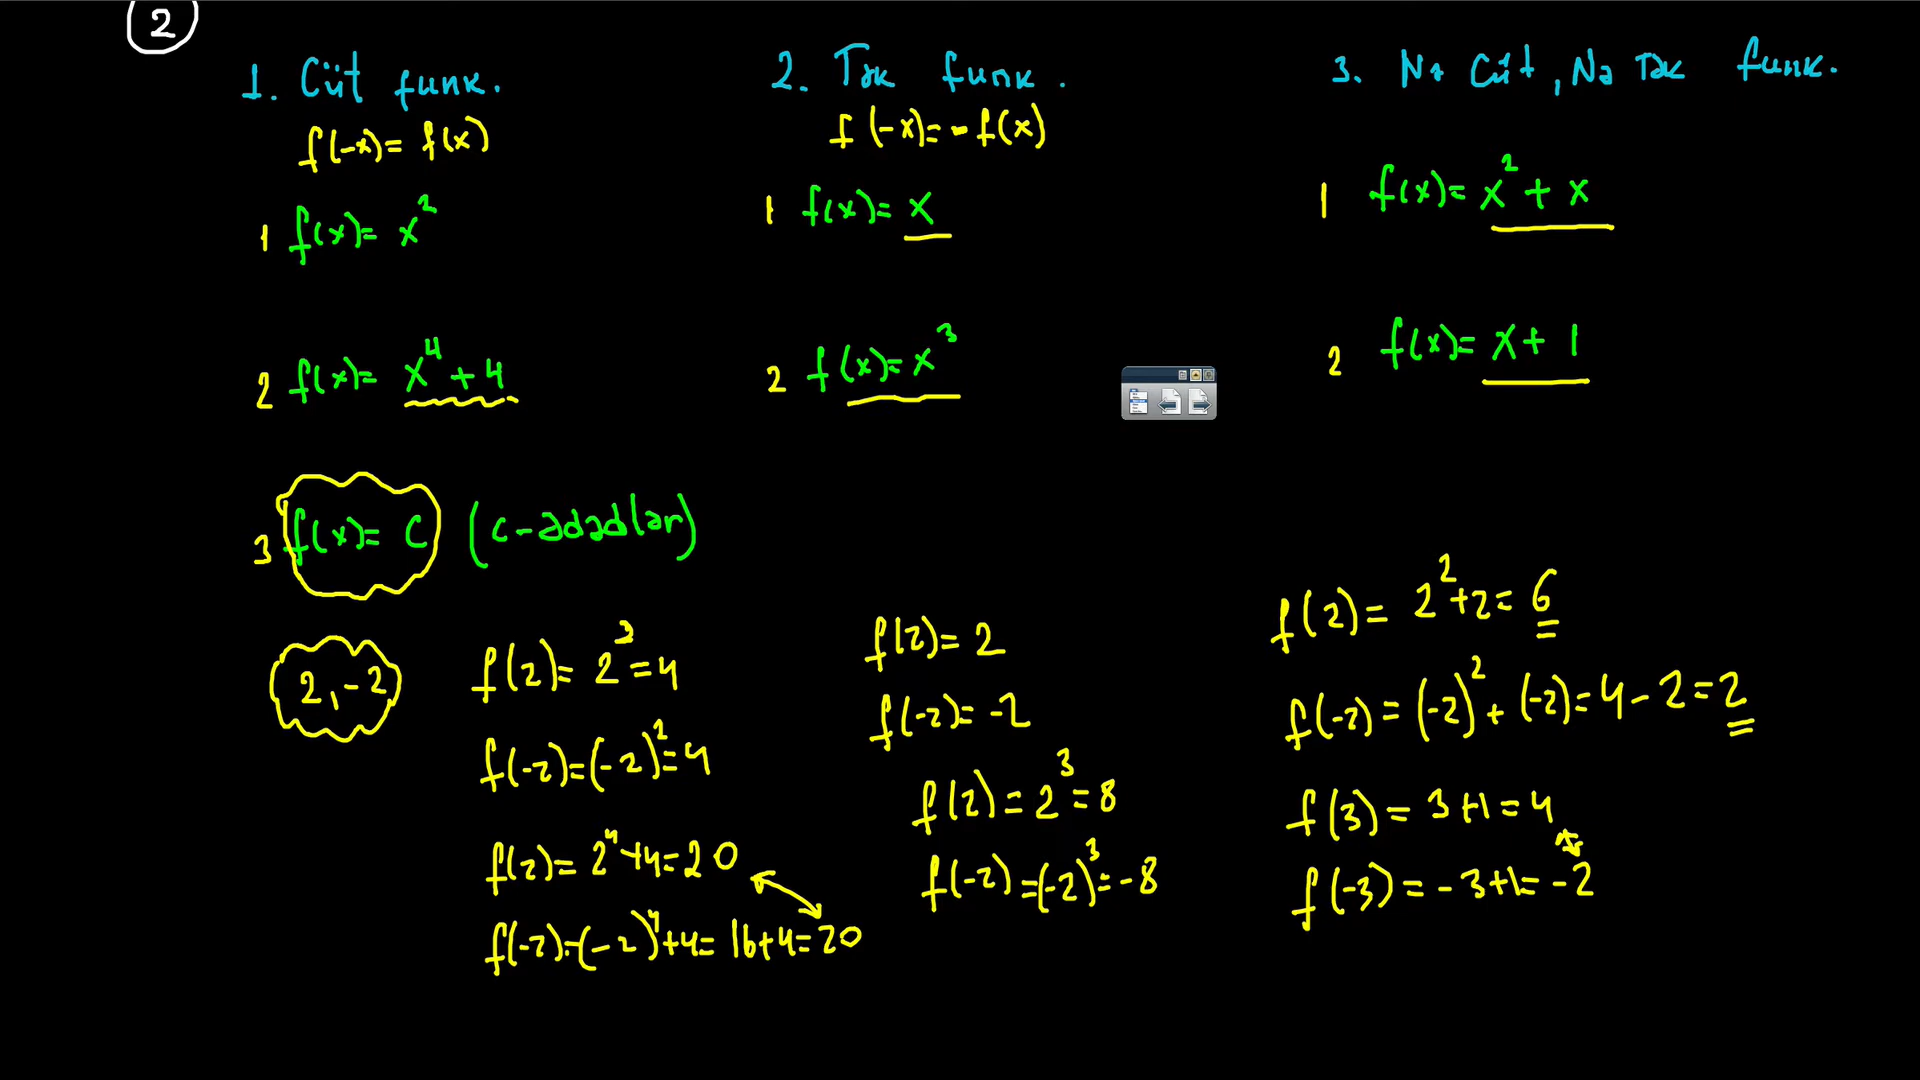 2
1. Cüt funk.
f(-x)= f(x)
1 f(x)= x²
2 f(x)= x⁴ + 4
3 f(x)= C (c-ədədlər)
2, -2
f(2)= 2²=4
f(-2)=(-2)²=4
f(2)= 2⁴+4=20
f(-2)=(-2)⁴+4= 16+4=20
2. Tək funk.
f(-x)= -f(x)
1 f(x)= x
2 f(x)= x³
f(2)= 2
f(-2)= -2
f(2)= 2³=8
f(-2)=(-2)³=-8
3. Nə Cüt, Nə Tək funk.
1 f(x)= x² + x
2 f(x)= x + 1
f(2)= 2²+2= 6
f(-2)= (-2)²+(-2)=4-2=2
f(3)= 3+1=4
f(-3)= -3+1= -2